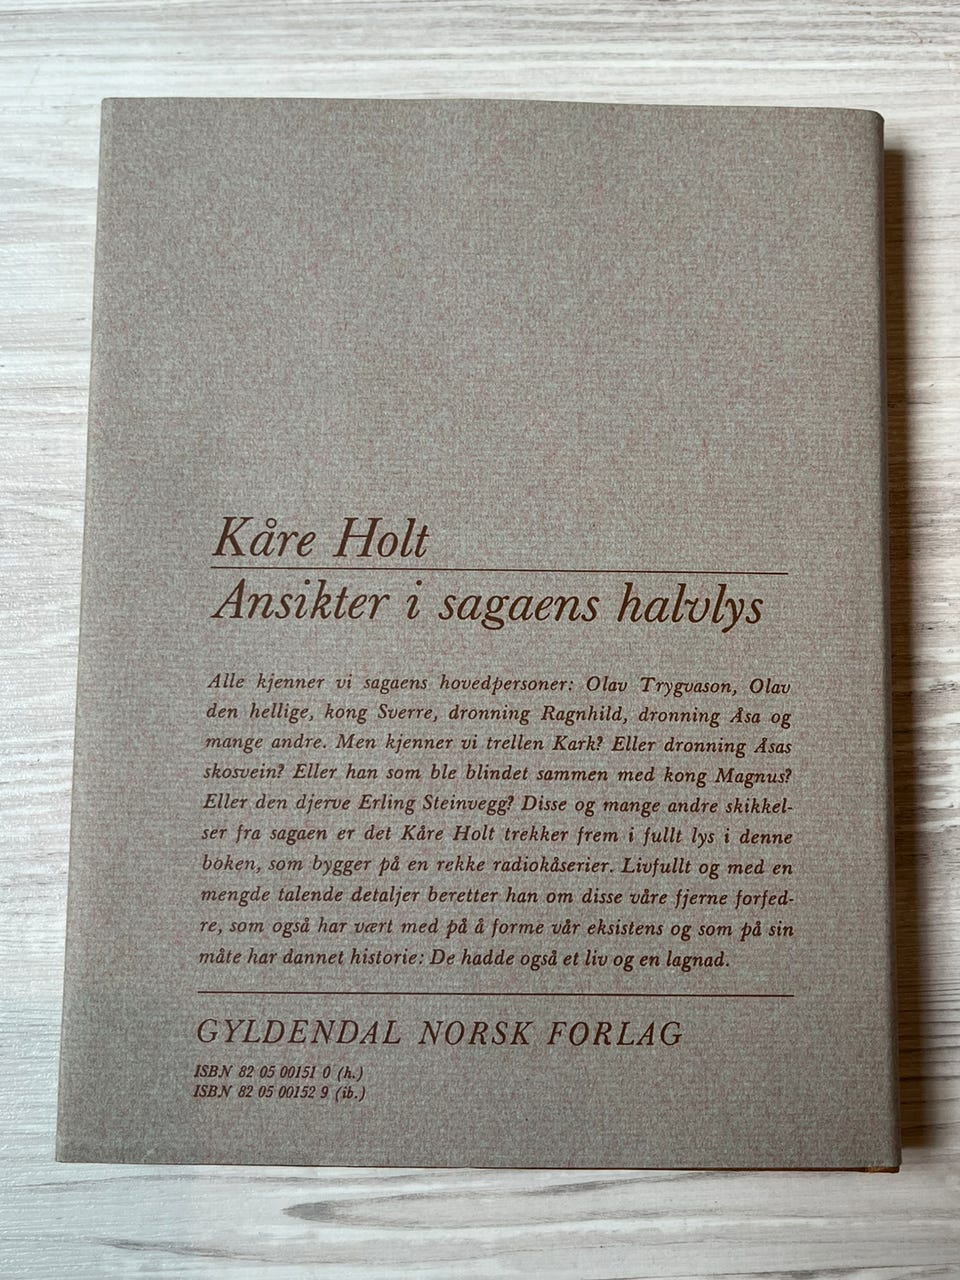 Kåre Holt
Ansikter i sagaens halvlys
Alle kjenner vi sagaens hovedpersoner: Olav Trygvason, Olav
den hellige, kong Sverre, dronning Ragnhild, dronning Åsa og
mange andre. Men kjenner vi trellen Kark? Eller dronning Åsas
skosvein? Eller han som ble blindet sammen med kong Magnus?
Eller den djerve Erling Steinvegg? Disse og mange andre skikkel-
ser fra sagaen er det Kåre Holt trekker frem i fullt lys i denne
boken, som bygger på en rekke radiokåserier. Livfullt og med en
mengde talende detaljer beretter han om disse våre fjerne forfed-
re, som også har vært med på å forme vår eksistens og som på sin
måte har dannet historie: De hadde også et liv og en lagnad.
GYLDENDAL NORSK FORLAG
ISBN 82 05 00151 0 (h.)
ISBN 82 05 00152 9 (ib.)